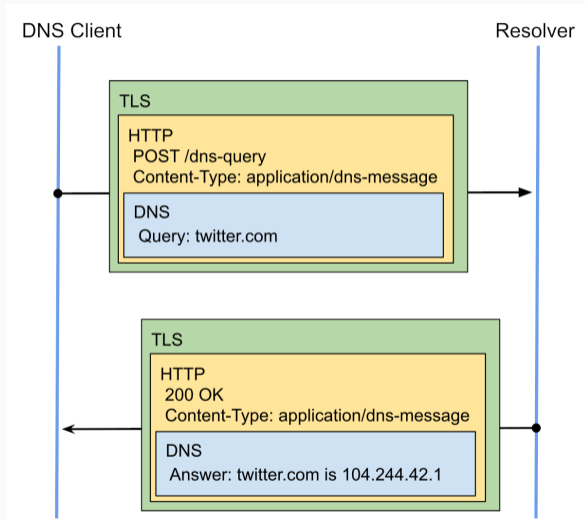 DNS Client
Resolver
TLS
HTTP
POST /dns-query
Content-Type: application/dns-message
DNS
Query: twitter.com
TLS
HTTP
200 OK
Content-Type: application/dns-message
DNS
Answer: twitter.com is 104.244.42.1